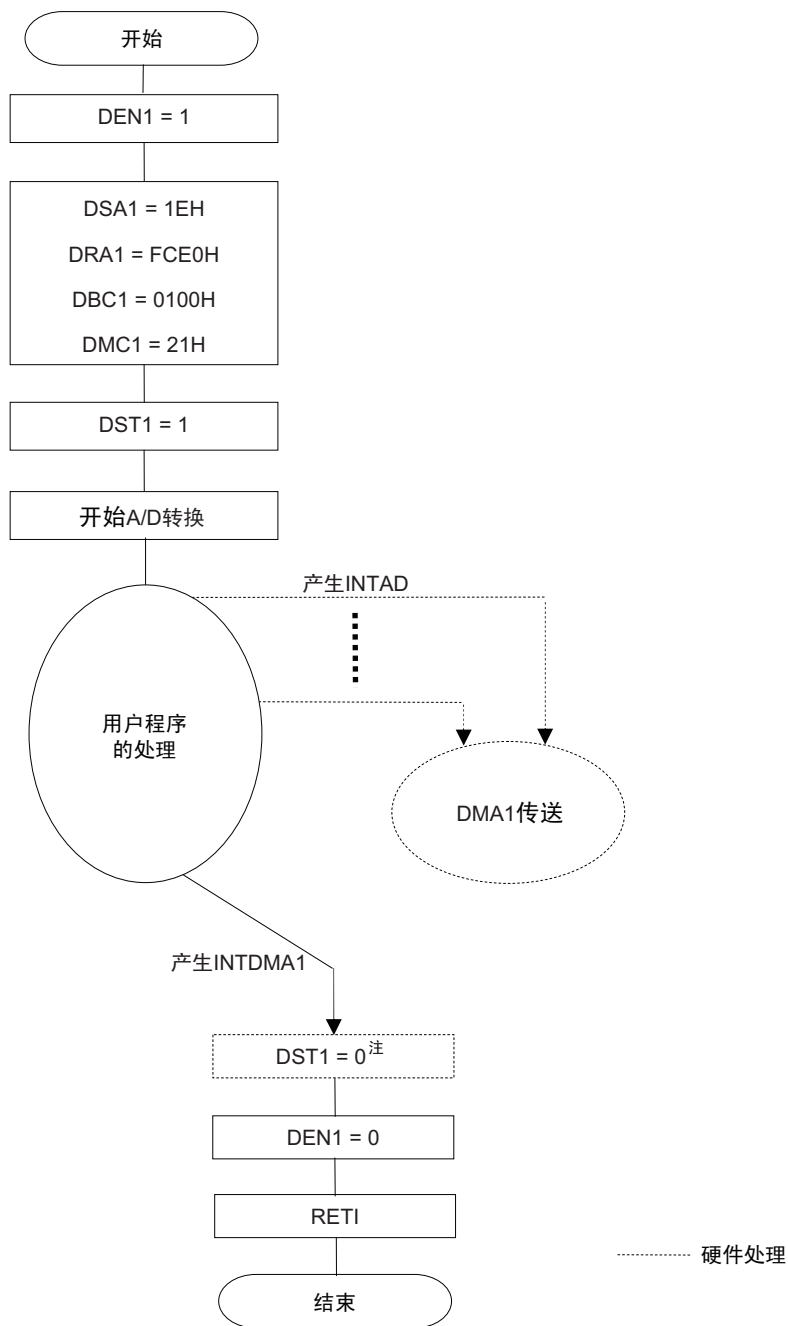 开始
DEN1 = 1
DSA1 = 1EH
DRA1 = FCE0H
DBC1 = 0100H
DMC1 = 21H
DST1 = 1
开始A/D转换
产生INTAD
用户程序
的处理
DMA1传送
产生INTDMA1
DST1 = 0注
DEN1 = 0
RETI
硬件处理
结束